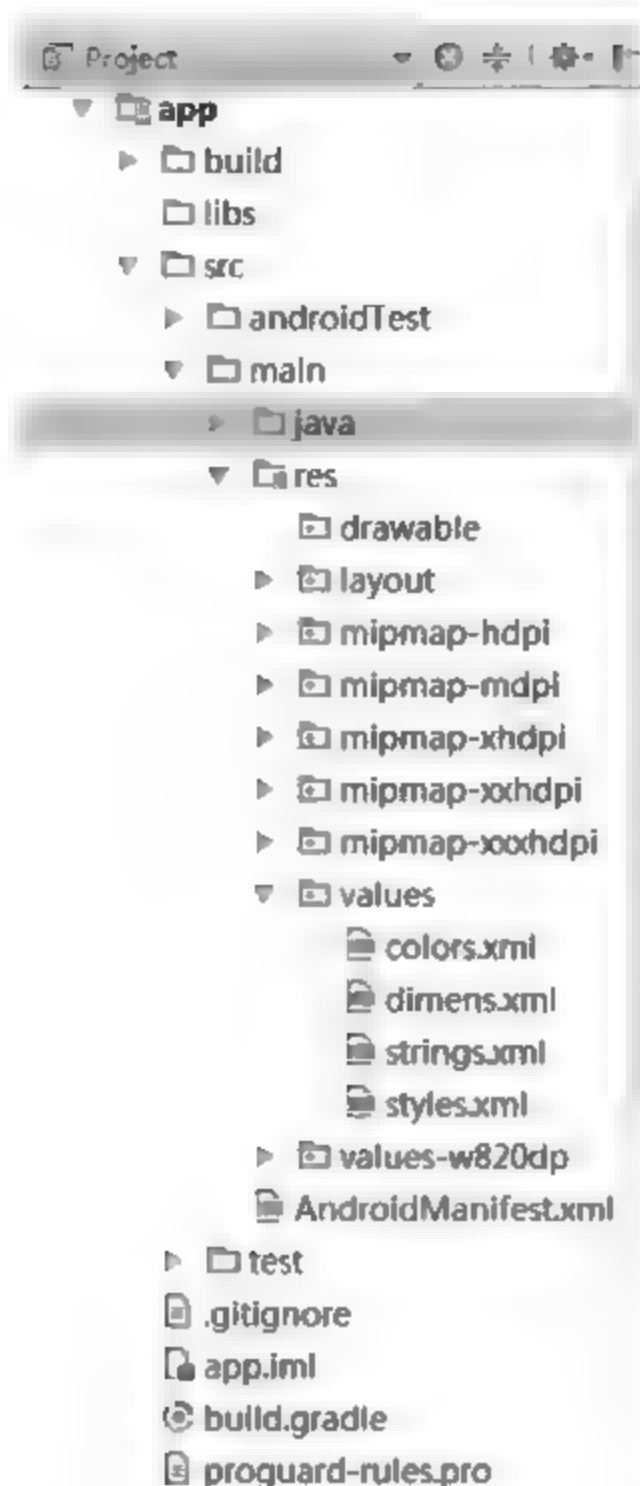 Project
app
build
libs
src
androidTest
main
java
res
drawable
layout
mipmap-hdpi
mipmap-mdpi
mipmap-xhdpi
mipmap-xxhdpi
mipmap-xxxhdpi
values
colors.xml
dimens.xml
strings.xml
styles.xml
values-w820dp
AndroidManifest.xml
test
.gitignore
app.iml
build.gradle
proguard-rules.pro